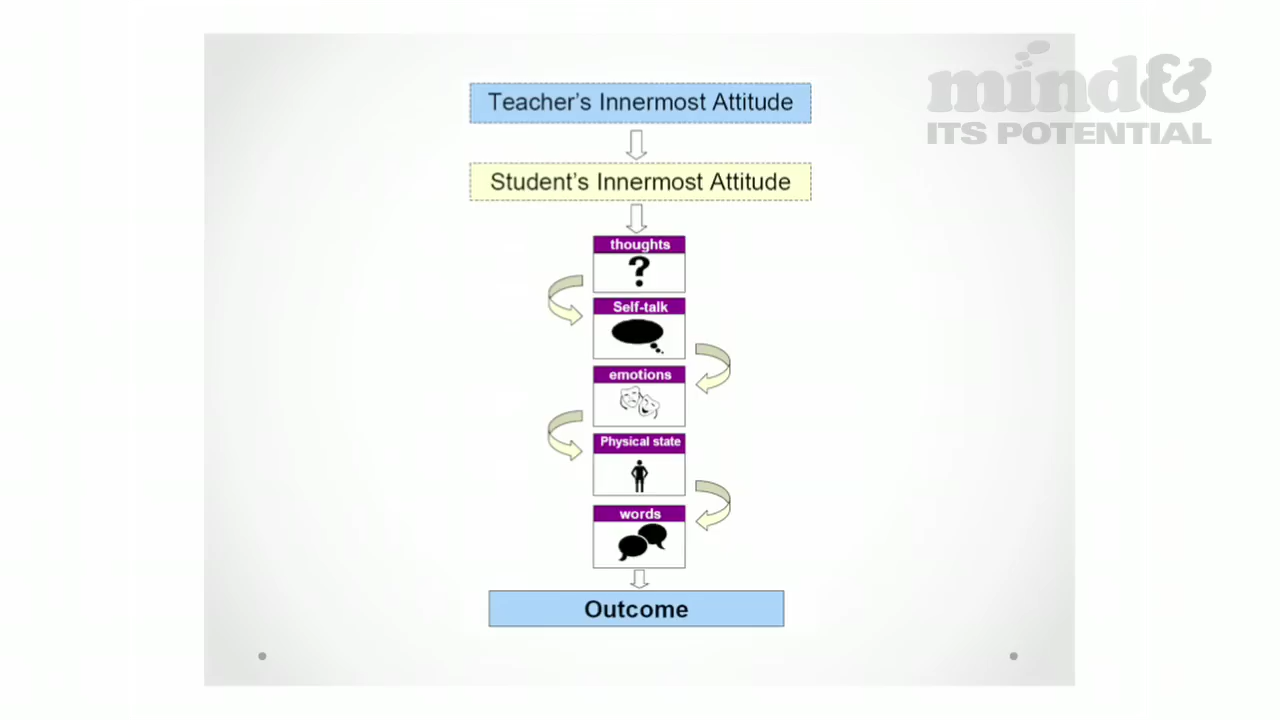 mind&
ITS POTENTIAL
Teacher's Innermost Attitude
Student's Innermost Attitude
thoughts
?
Self-talk
emotions
Physical state
words
Outcome